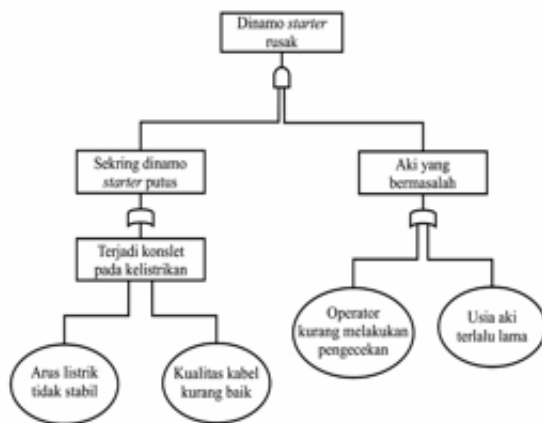 Dinamo starter
rusak
Sekring dinamo
starter putus
Aki yang
bermasalah
Terjadi konslet
pada kelistrikan
Operator
kurang melakukan
pengecekan
Usia aki
terlalu lama
Arus listrik
tidak stabil
Kualitas kabel
kurang baik